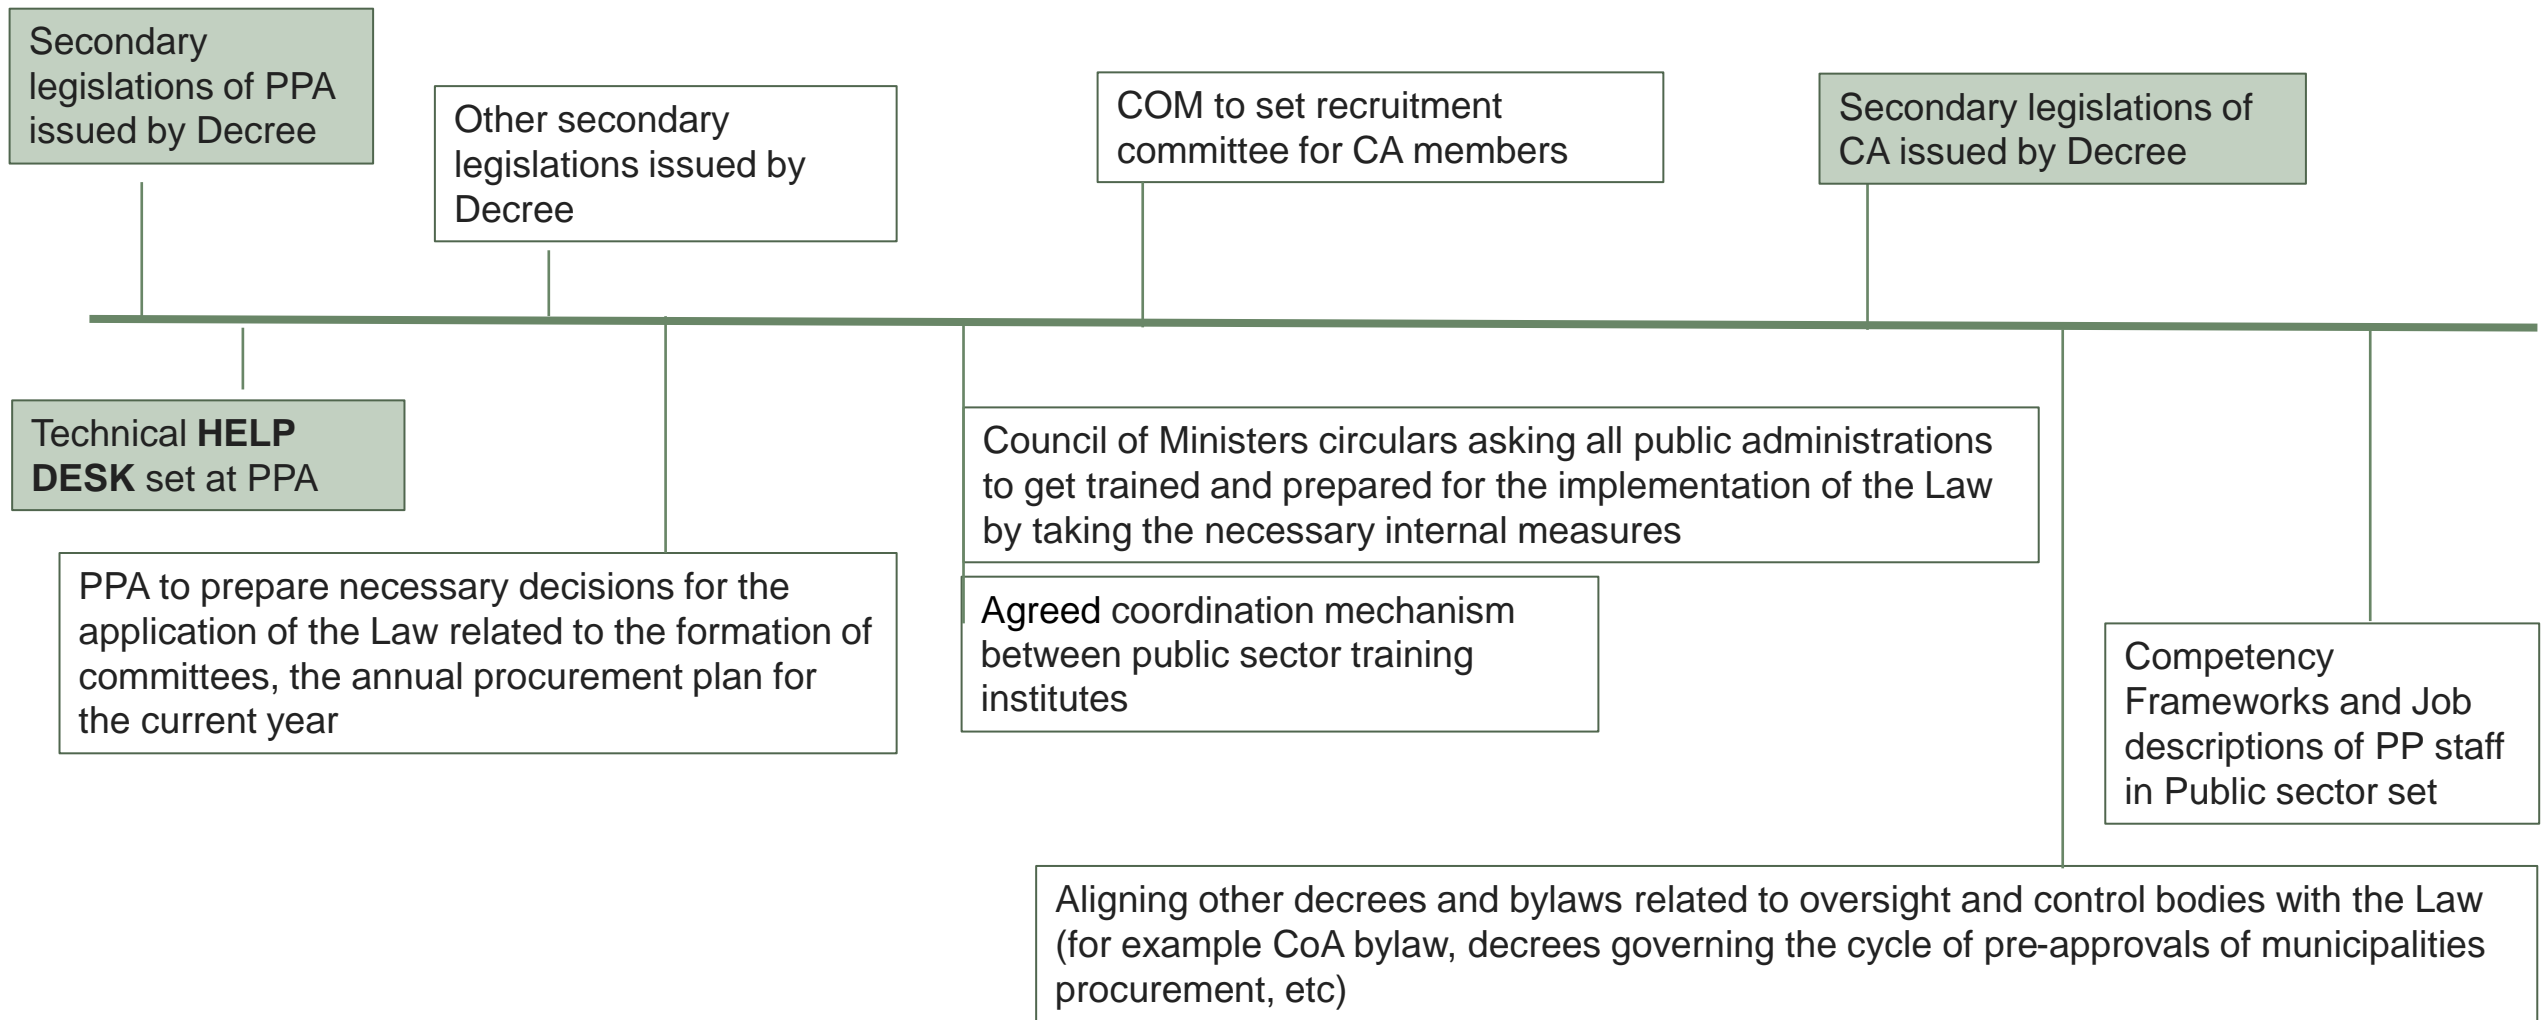 Secondary
legislations of PPA
issued by Decree
Other secondary
legislations issued by
Decree
COM to set recruitment
committee for CA members
Secondary legislations of
CA issued by Decree
Technical HELP
DESK set at PPA
PPA to prepare necessary decisions for the
application of the Law related to the formation of
committees, the annual procurement plan for
the current year
Council of Ministers circulars asking all public administrations
to get trained and prepared for the implementation of the Law
by taking the necessary internal measures
Agreed coordination mechanism
between public sector training
institutes
Competency
Frameworks and Job
descriptions of PP staff
in Public sector set
Aligning other decrees and bylaws related to oversight and control bodies with the Law
(for example CoA bylaw, decrees governing the cycle of pre-approvals of municipalities
procurement, etc)